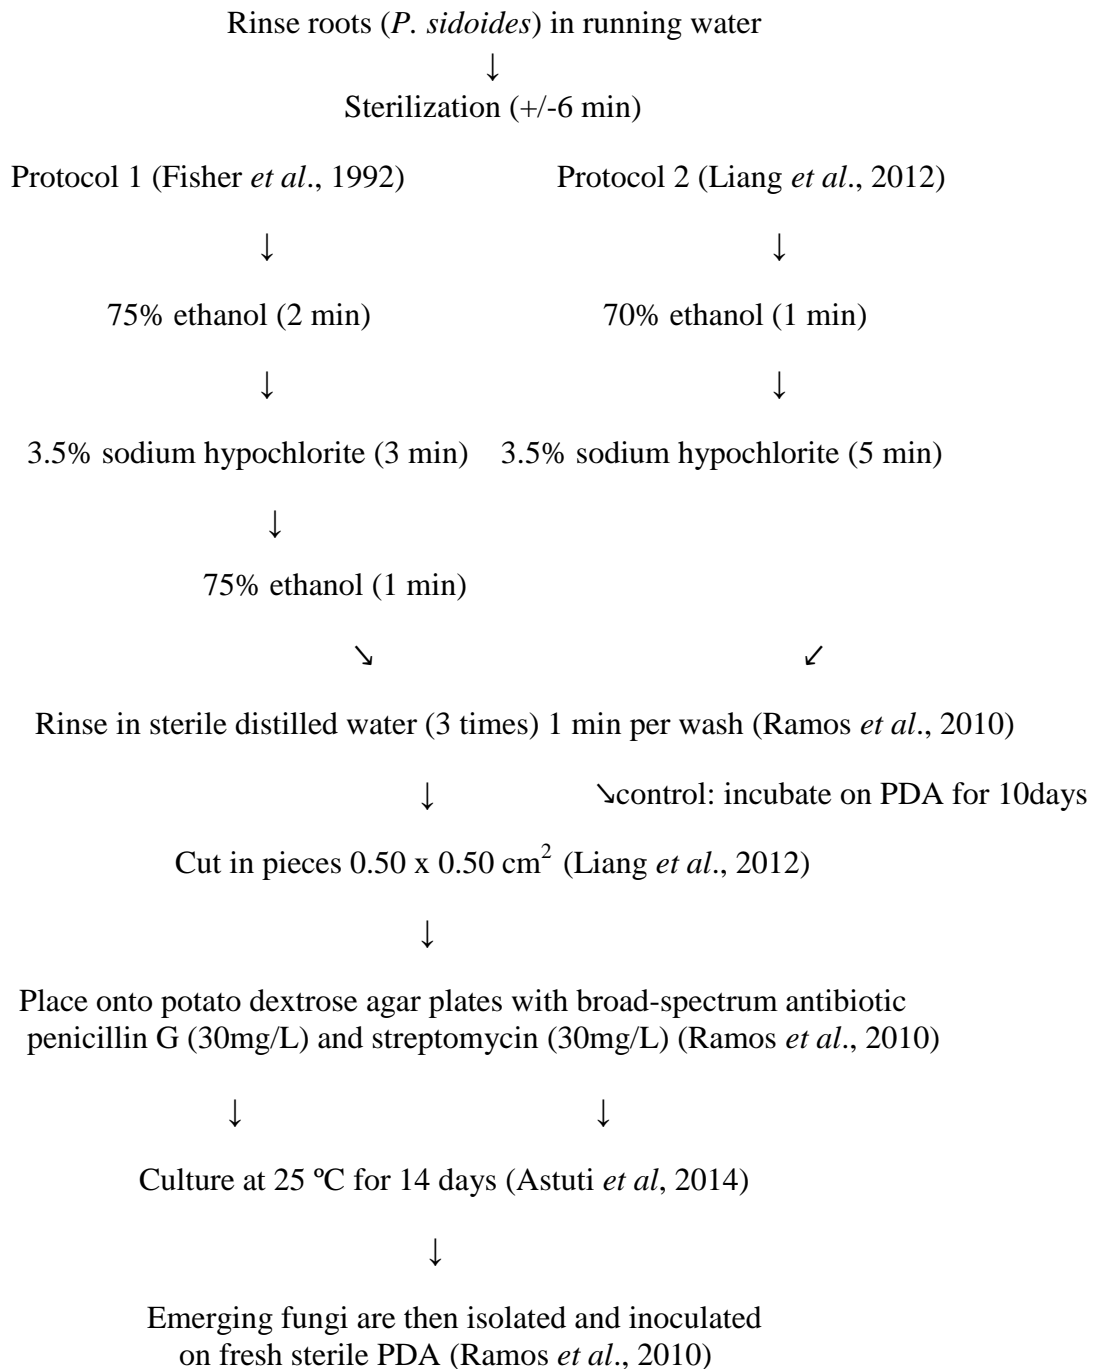 Rinse roots (P. sidoides) in running water
↓
Sterilization (+/-6 min)
Protocol 1 (Fisher et al., 1992) Protocol 2 (Liang et al., 2012)
↓ ↓
75% ethanol (2 min) 70% ethanol (1 min)
↓ ↓
3.5% sodium hypochlorite (3 min) 3.5% sodium hypochlorite (5 min)
↓
75% ethanol (1 min)
↘ ↙
Rinse in sterile distilled water (3 times) 1 min per wash (Ramos et al., 2010)
↓ ↘control: incubate on PDA for 10days
Cut in pieces 0.50 x 0.50 cm² (Liang et al., 2012)
↓
Place onto potato dextrose agar plates with broad-spectrum antibiotic
penicillin G (30mg/L) and streptomycin (30mg/L) (Ramos et al., 2010)
↓ ↓
Culture at 25 ºC for 14 days (Astuti et al, 2014)
↓
Emerging fungi are then isolated and inoculated
on fresh sterile PDA (Ramos et al., 2010)